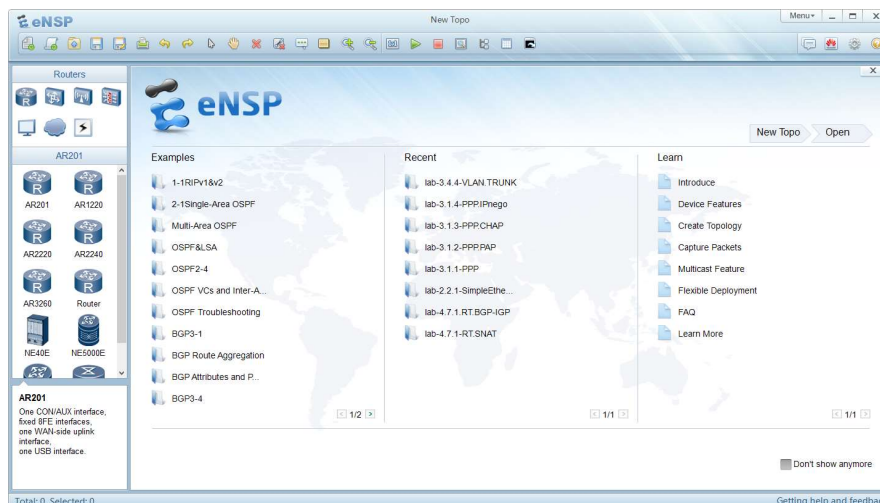 eNSP
New Topo
Menu
Routers
AR201
AR201
AR1220
AR2220
AR2240
AR3260
Router
NE40E
NE5000E
AR201
One CON/AUX interface,
fixed 8FE interfaces,
one WAN-side uplink
interface,
one USB interface.
eNSP
New Topo
Open
Examples
1-1RIPv1&v2
2-1Single-Area OSPF
Multi-Area OSPF
OSPF&LSA
OSPF2-4
OSPF VCs and Inter-A...
OSPF Troubleshooting
BGP3-1
BGP Route Aggregation
BGP Attributes and P...
BGP3-4
1/2
Recent
lab-3.4.4-VLAN.TRUNK
lab-3.1.4-PPP.IPnego
lab-3.1.3-PPP.CHAP
lab-3.1.2-PPP.PAP
lab-3.1.1-PPP
lab-2.2.1-SimpleEthe...
lab-4.7.1.RT.BGP-IGP
lab-4.7.1-RT.SNAT
1/1
Learn
Introduce
Device Features
Create Topology
Capture Packets
Multicast Feature
Flexible Deployment
FAQ
Learn More
1/1
Don't show anymore
Total: 0 Selected: 0
Getting help and feedba